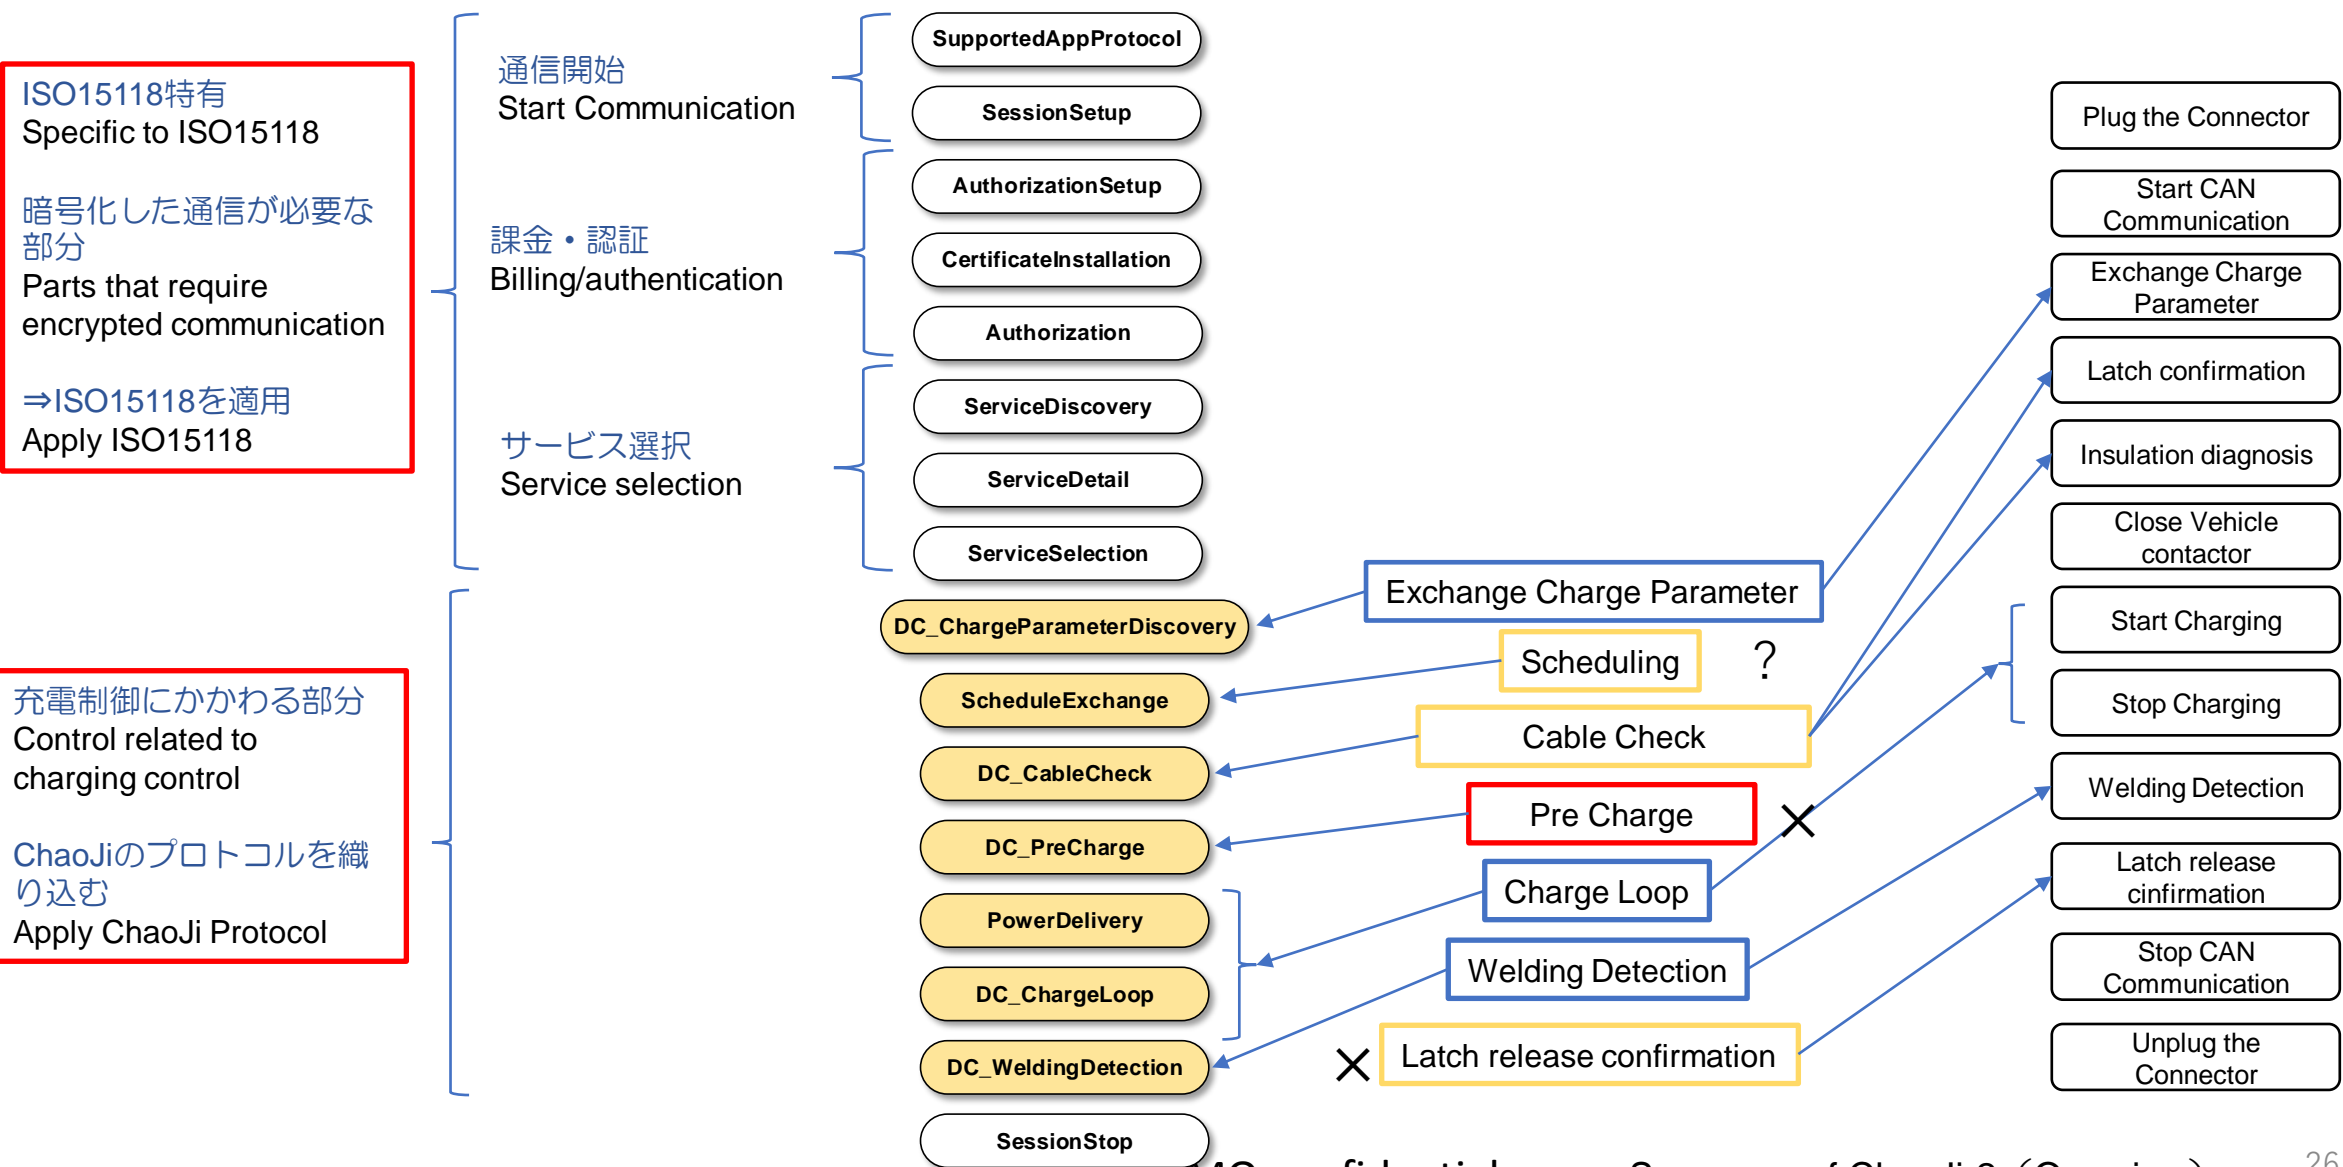 ISO15118特有
Specific to ISO15118
暗号化した通信が必要な
部分
Parts that require
encrypted communication
⇒ISO15118を適用
Apply ISO15118
充電制御にかかわる部分
Control related to
charging control
ChaoJiのプロトコルを織
り込む
Apply ChaoJi Protocol
通信開始
Start Communication
課金・認証
Billing/authentication
サービス選択
Service selection
SupportedAppProtocol
SessionSetup
AuthorizationSetup
CertificateInstallation
Authorization
ServiceDiscovery
ServiceDetail
ServiceSelection
DC_ChargeParameterDiscovery
ScheduleExchange
DC_CableCheck
DC_PreCharge
PowerDelivery
DC_ChargeLoop
DC_WeldingDetection
SessionStop
Exchange Charge Parameter
Scheduling
?
Cable Check
Pre Charge
×
Charge Loop
Welding Detection
×
Latch release confirmation
Plug the Connector
Start CAN
Communication
Exchange Charge
Parameter
Latch confirmation
Insulation diagnosis
Close Vehicle
contactor
Start Charging
Stop Charging
Welding Detection
Latch release
cinfirmation
Stop CAN
Communication
Unplug the
Connector
26